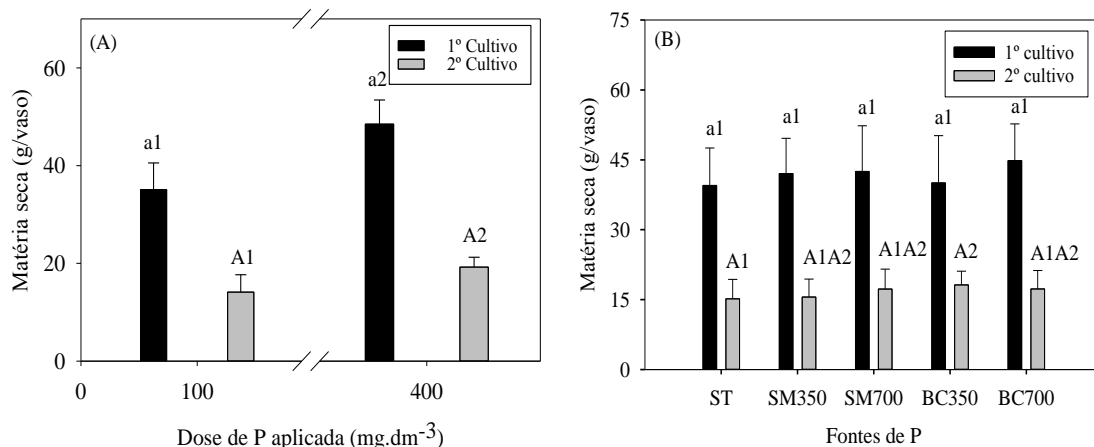 (A)
1º Cultivo
2º Cultivo
Matéria seca (g/vaso)
60
40
20
0
a1
A1
a2
A2
0
100
400
Dose de P aplicada (mg.dm-3)
(B)
1º cultivo
2º cultivo
Matéria seca (g/vaso)
75
60
45
30
15
0
a1
a1
a1
a1
a1
A1
A1A2
A1A2
A2
A1A2
ST
SM350
SM700
BC350
BC700
Fontes de P